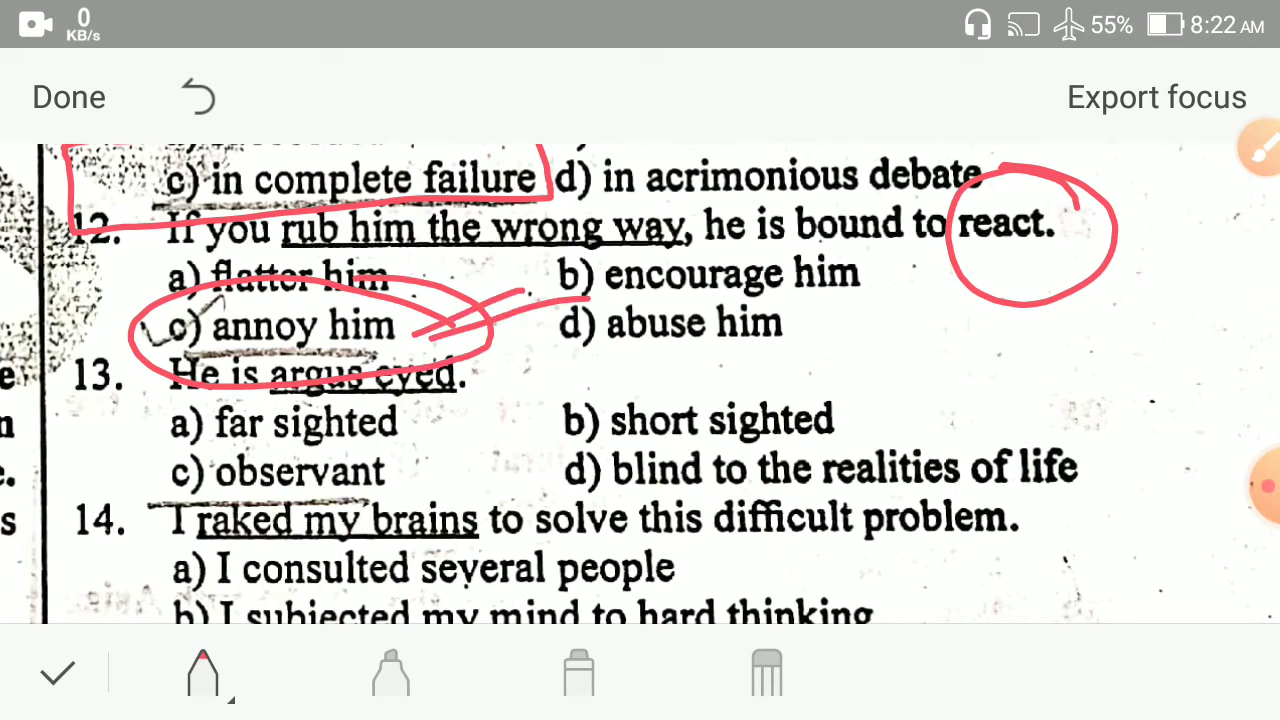 0
KB/s
55% 8:22 AM
Done Export focus
c) in complete failure d) in acrimonious debate
12. If you rub him the wrong way, he is bound to react.
a) flatter him b) encourage him
c) annoy him d) abuse him
e 13. He is argus eyed.
n a) far sighted b) short sighted
e. c) observant d) blind to the realities of life
s 14. I raked my brains to solve this difficult problem.
a) I consulted several people
b) I subjected my mind to hard thinking